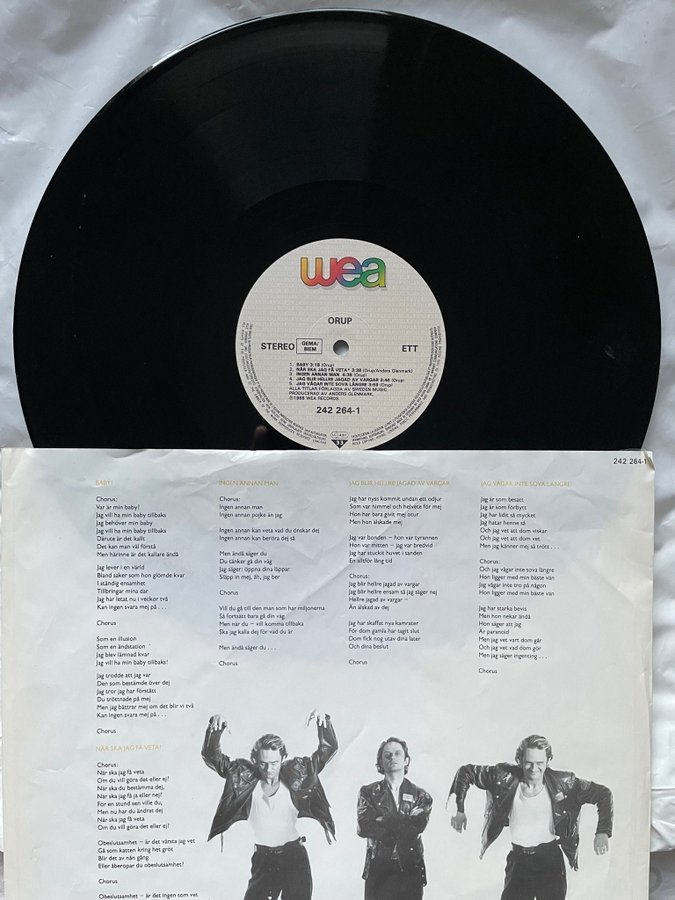 wea
ORUP
STEREO
GEMA/
BIEM
ETT
1. BABY 3:18 (Orup)
2. NÄR SKA JAG FÅ VETA* 3:38 (Orup/Anders Glenmark)
3. INGEN ANNAN MAN 4:38 (Orup)
4. JAG BLIR HELLRE JAGAD AV VARGAR 3:46 (Orup)
5. JAG VÅGAR INTE SOVA LÄNGRE 3:59 (Orup)
ALLA TITLAR FÖRLAGDA AV SWEDEN MUSIC.
PRODUCERAD AV ANDERS GLENMARK.
242 264-1
33
242 264-1
BABY!
Chorus:
Var är min baby!
Jag vill ha min baby tillbaks
Jag behöver min baby
Jag vill ha min baby tillbaks
Därute är det kallt
Det kan man väl förstå
Men härinne är det kallare ändå
Jag lever i en värld
Bland saker som hon glömde kvar
I ständig ensamhet
Tillbringar mina dar
Jag har letat nu i veckor två
Kan ingen svara mej på . . .
Chorus
Som en illusion
Som en ändstation
Jag blev lämnad kvar
Jag vill ha min baby tillbaks!
Jag trodde att jag var
Den som bestämde över dej
Jag tror jag har förstått
Du tröttnade på mej
Men jag bättrar mej om det blir vi två
Kan ingen svara mej på . . .
Chorus
NÄR SKA JAG FÅ VETA?
Chorus:
När ska jag få veta
Om du vill göra det eller ej?
När ska du bestämma dej,
När ska jag få ja eller nej?
För en stund sen ville du,
Men nu har du ändrat dej
När ska jag få veta
Om du vill göra det eller ej!
Obeslutsamhet – är det värsta jag vet
Gå som katten kring het gröt
Blir det av nån gång
Eller åberopar du obeslutsamhet!
Chorus
Obeslutsamhet – är det ingen som vet
INGEN ANNAN MAN
Chorus:
Ingen annan man
Ingen annan pojke än jag
Ingen annan kan veta vad du önskar dej
Ingen annan kan beröra dej så
Men ändå säger du
Du tänker gå din väg
Jag säger: öppna dina läppar
Släpp in mej, åh, jag ber
Chorus
Vill du gå till den man som har miljonerna
Så fortsätt bara gå din väg
Men när du – vill komma tillbaka
Ska jag kalla dej för vad du är
Men ändå säger du . . .
Chorus
JAG BLIR HELLRE JAGAD AV VARGAR
Jag har nyss kommit undan ett odjur
Som var himmel och helvete för mej
Hon har bara givit mej otur
Men hon älskade mej
Jag var bonden – hon var tyrannen
Hon var mitten – jag var bredvid
Jag har stuckit huvet i sanden
En alltför lång tid
Chorus:
Jag blir hellre jagad av vargar
Jag blir hellre ensam så jag säger nej
Hellre jagad av vargar –
Än älskad av dej
Jag har skaffat nya kamrater
För dom gamla har tagit slut
Dom fick nog utav dina later
Och dina beslut
Chorus
JAG VÅGAR INTE SOVA LÄNGRE
Jag är som besatt
Jag är som förbytt
Jag har lidit så mycket
Jag hatar henne så
Och jag vet att dom viskar
Och jag vet att dom vet
Men jag känner mej så trött . . .
Chorus:
Och jag vågar inte sova längre
Hon ligger med min bäste vän
Jag vågar inte tro på någon
Hon ligger med min bäste vän
Jag har starka bevis
Men hon nekar ändå
Hon säger att jag
Är paranoid
Men jag vet vart dom går
Och jag vet vad dom gör
Men jag säger ingenting . . .
Chorus